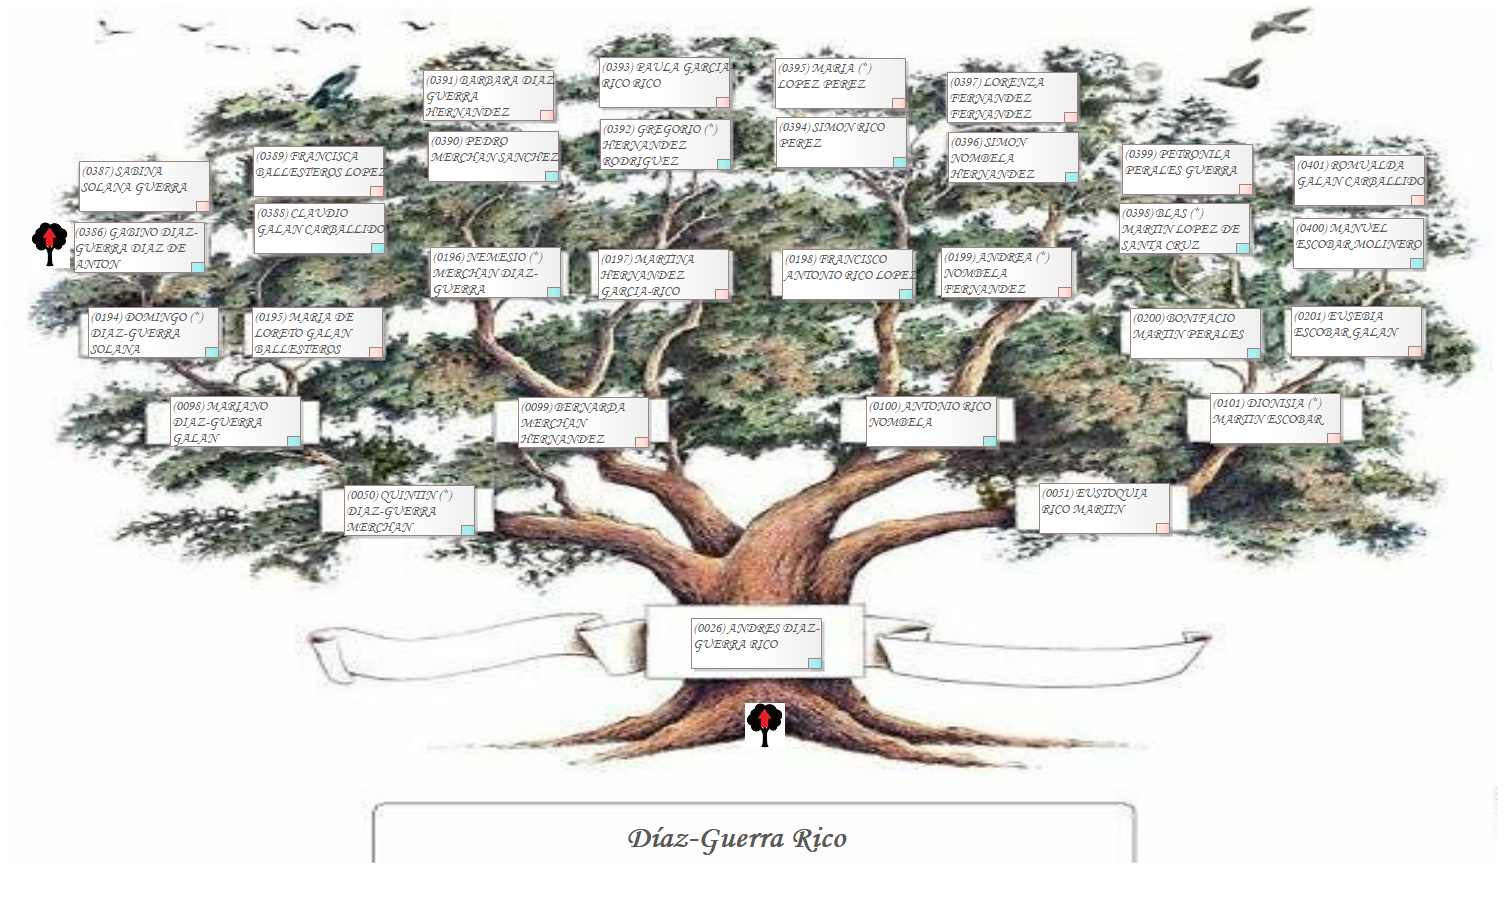 (0391) BARBARA DIAZ
GUERRA
HERNANDEZ
(0393) PAULA GARCIA
RICO RICO
(0395) MARIA (*)
LOPEZ PEREZ
(0397) LORENZA
FERNANDEZ
FERNANDEZ
(0390) PEDRO
MERCHAN SANCHEZ
(0392) GREGORIO (*)
HERNANDEZ
RODRIGUEZ
(0394) SIMON RICO
PEREZ
(0396) SIMON
NOMBELA
HERNANDEZ
(0387) SABINA
SOLANA GUERRA
(0389) FRANCISCA
BALLESTEROS LOPEZ
(0399) PETRONILA
PERALES GUERRA
(0401) ROMUALDA
GALAN CARBALLIDO
(0386) GABINO DIAZ-
GUERRA DIAZ DE
ANTON
(0388) CLAUDIO
GALAN CARBALLIDO
(0398) BLAS (*)
MARTIN LOPEZ DE
SANTA CRUZ
(0400) MANUEL
ESCOBAR MOLINERO
(0196) NEMESIO (*)
MERCHAN DIAZ-
GUERRA
(0197) MARTINA
HERNANDEZ
GARCIA-RICO
(0198) FRANCISCO
ANTONIO RICO LOPEZ
(0199) ANDREA (*)
NOMBELA
FERNANDEZ
(0194) DOMINGO (*)
DIAZ-GUERRA
SOLANA
(0195) MARIA DE
LORETO GALAN
BALLESTEROS
(0200) BONIFACIO
MARTIN PERALES
(0201) EUSEBIA
ESCOBAR GALAN
(0098) MARIANO
DIAZ-GUERRA
GALAN
(0099) BERNARDA
MERCHAN
HERNANDEZ
(0100) ANTONIO RICO
NOMBELA
(0101) DIONISIA (*)
MARTIN ESCOBAR
(0050) QUINTIN (*)
DIAZ-GUERRA
MERCHAN
(0051) EUSTOQUIA
RICO MARTIN
(0026) ANDRES DIAZ-
GUERRA RICO
Díaz-Guerra Rico